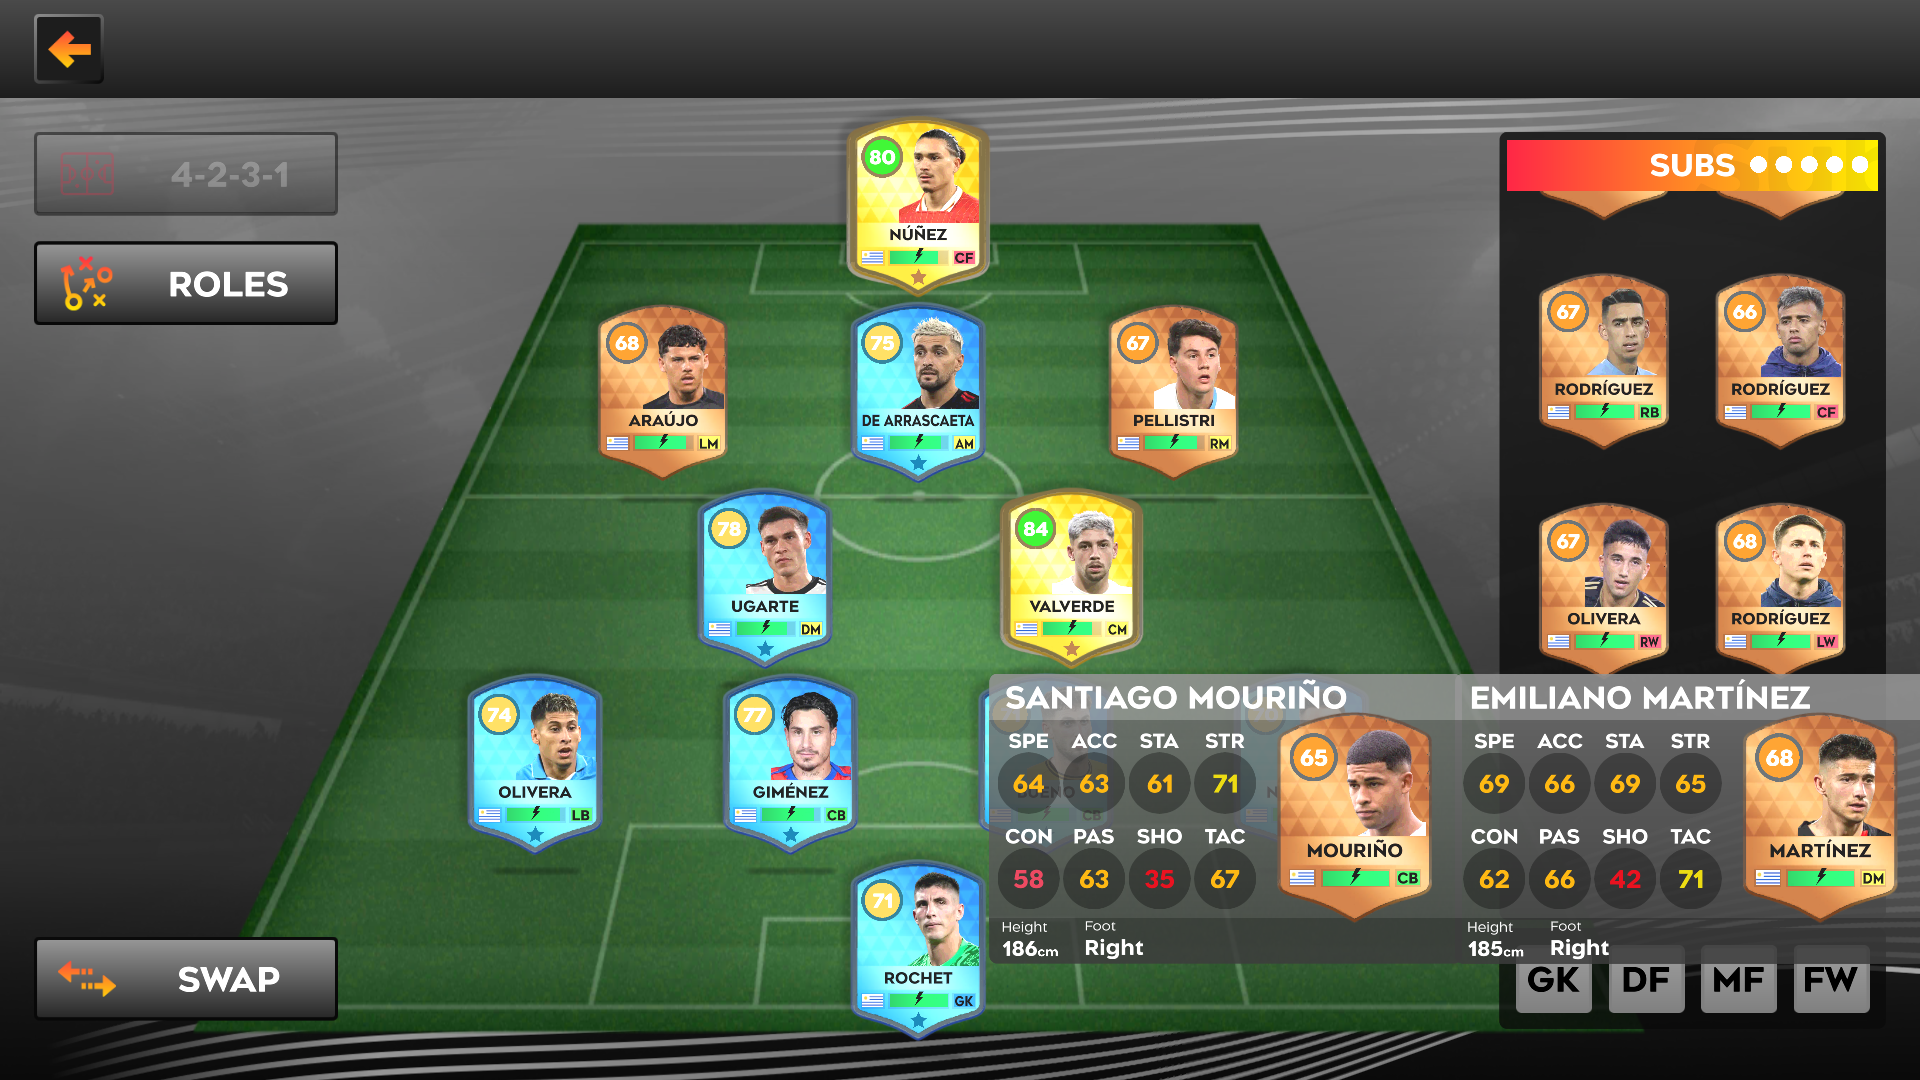 4-2-3-1
ROLES
SWAP
80
NÚÑEZ
CF
68
ARAÚJO
LM
75
DE ARRASCAETA
AM
67
PELLISTRI
RM
78
UGARTE
DM
84
VALVERDE
CM
74
OLIVERA
LB
77
GIMÉNEZ
CB
BUENO
CB
71
ROCHET
GK
SUBS
67
RODRÍGUEZ
RB
66
RODRÍGUEZ
CF
67
OLIVERA
RW
68
RODRÍGUEZ
LW
SANTIAGO MOURIÑO
SPE ACC STA STR
64 63 61 71
CON PAS SHO TAC
58 63 35 67
Height Foot
186cm Right
65
MOURIÑO
CB
EMILIANO MARTÍNEZ
SPE ACC STA STR
69 66 69 65
CON PAS SHO TAC
62 66 42 71
Height Foot
185cm Right
68
MARTÍNEZ
DM
GK DF MF FW